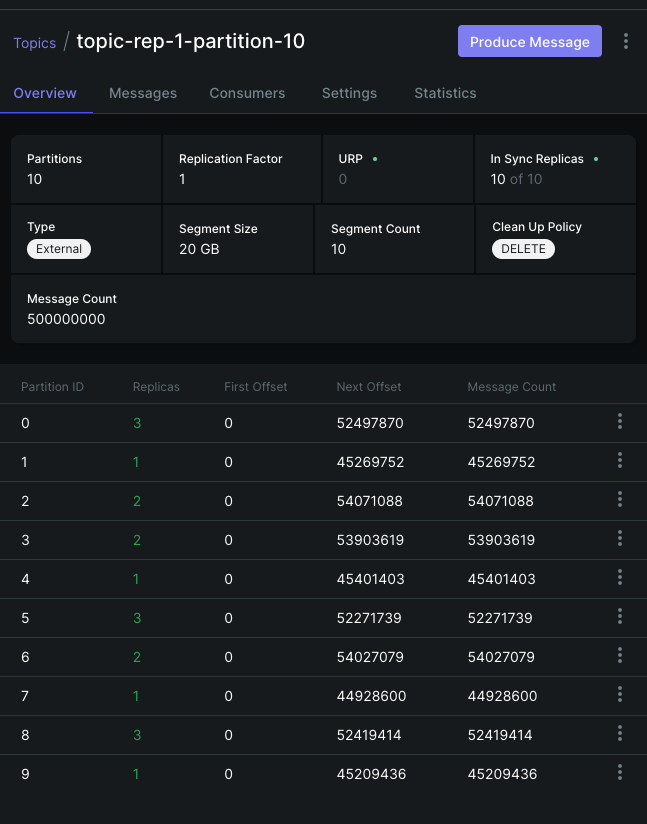 Topics / topic-rep-1-partition-10
Produce Message
Overview Messages Consumers Settings Statistics
Partitions Replication Factor URP In Sync Replicas
10 1 0 10 of 10
Type Segment Size Segment Count Clean Up Policy
External 20 GB 10 DELETE
Message Count
500000000
Partition ID Replicas First Offset Next Offset Message Count
0 3 0 52497870 52497870
1 1 0 45269752 45269752
2 2 0 54071088 54071088
3 2 0 53903619 53903619
4 1 0 45401403 45401403
5 3 0 52271739 52271739
6 2 0 54027079 54027079
7 1 0 44928600 44928600
8 3 0 52419414 52419414
9 1 0 45209436 45209436